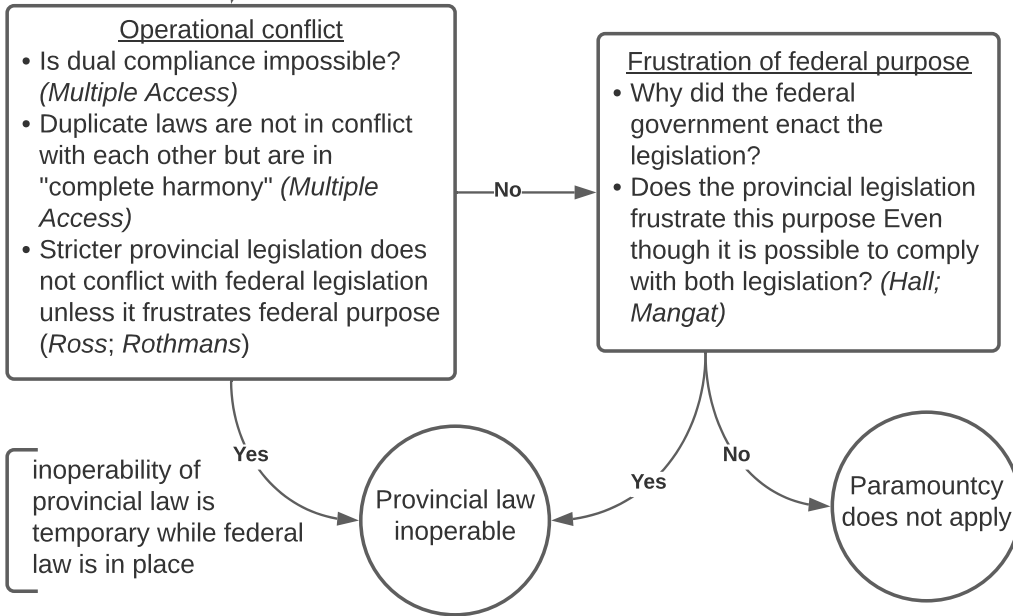 Operational conflict
• Is dual compliance impossible?
(Multiple Access)
• Duplicate laws are not in conflict
with each other but are in
"complete harmony" (Multiple
Access)
• Stricter provincial legislation does
not conflict with federal legislation
unless it frustrates federal purpose
(Ross; Rothmans)
No
Frustration of federal purpose
• Why did the federal
government enact the
legislation?
• Does the provincial legislation
frustrate this purpose Even
though it is possible to comply
with both legislation? (Hall;
Mangat)
Yes
Yes
No
inoperability of
provincial law is
temporary while federal
law is in place
Provincial law
inoperable
Paramountcy
does not apply